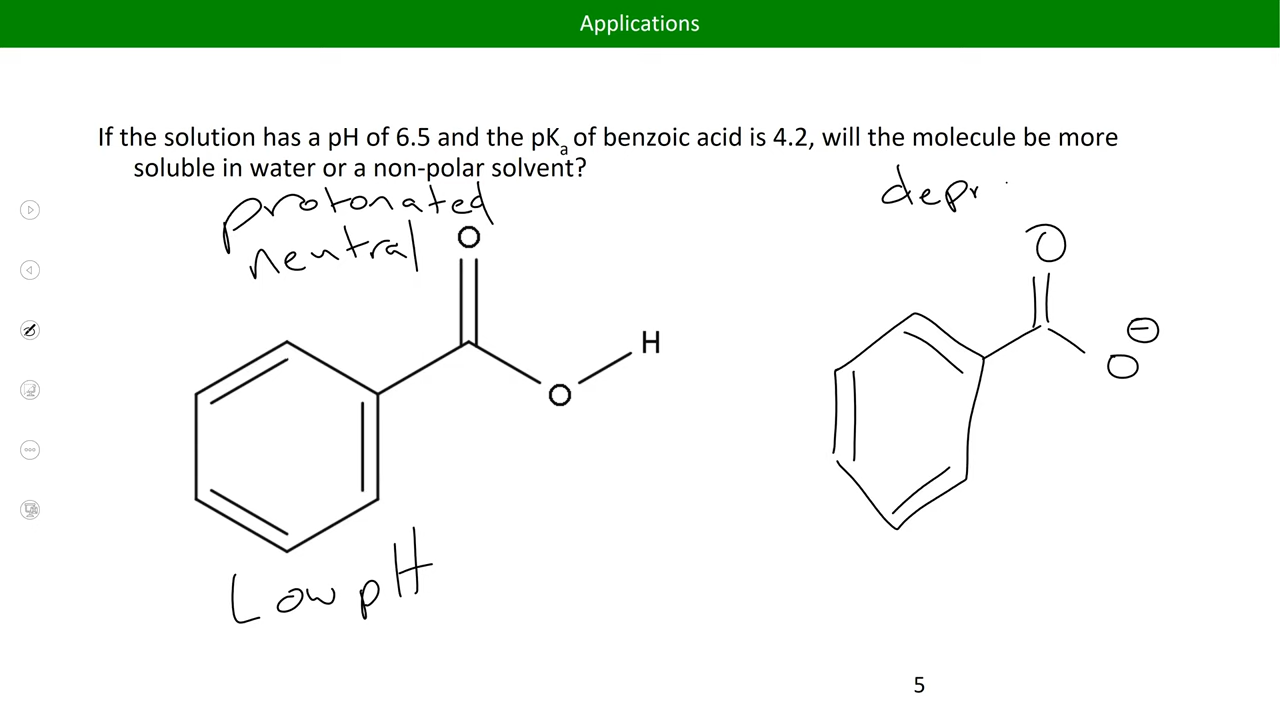 Applications
If the solution has a pH of 6.5 and the pKa of benzoic acid is 4.2, will the molecule be more
soluble in water or a non-polar solvent?
protonated
neutral
depr
O
O
H
O
O
⊖
Low pH
5